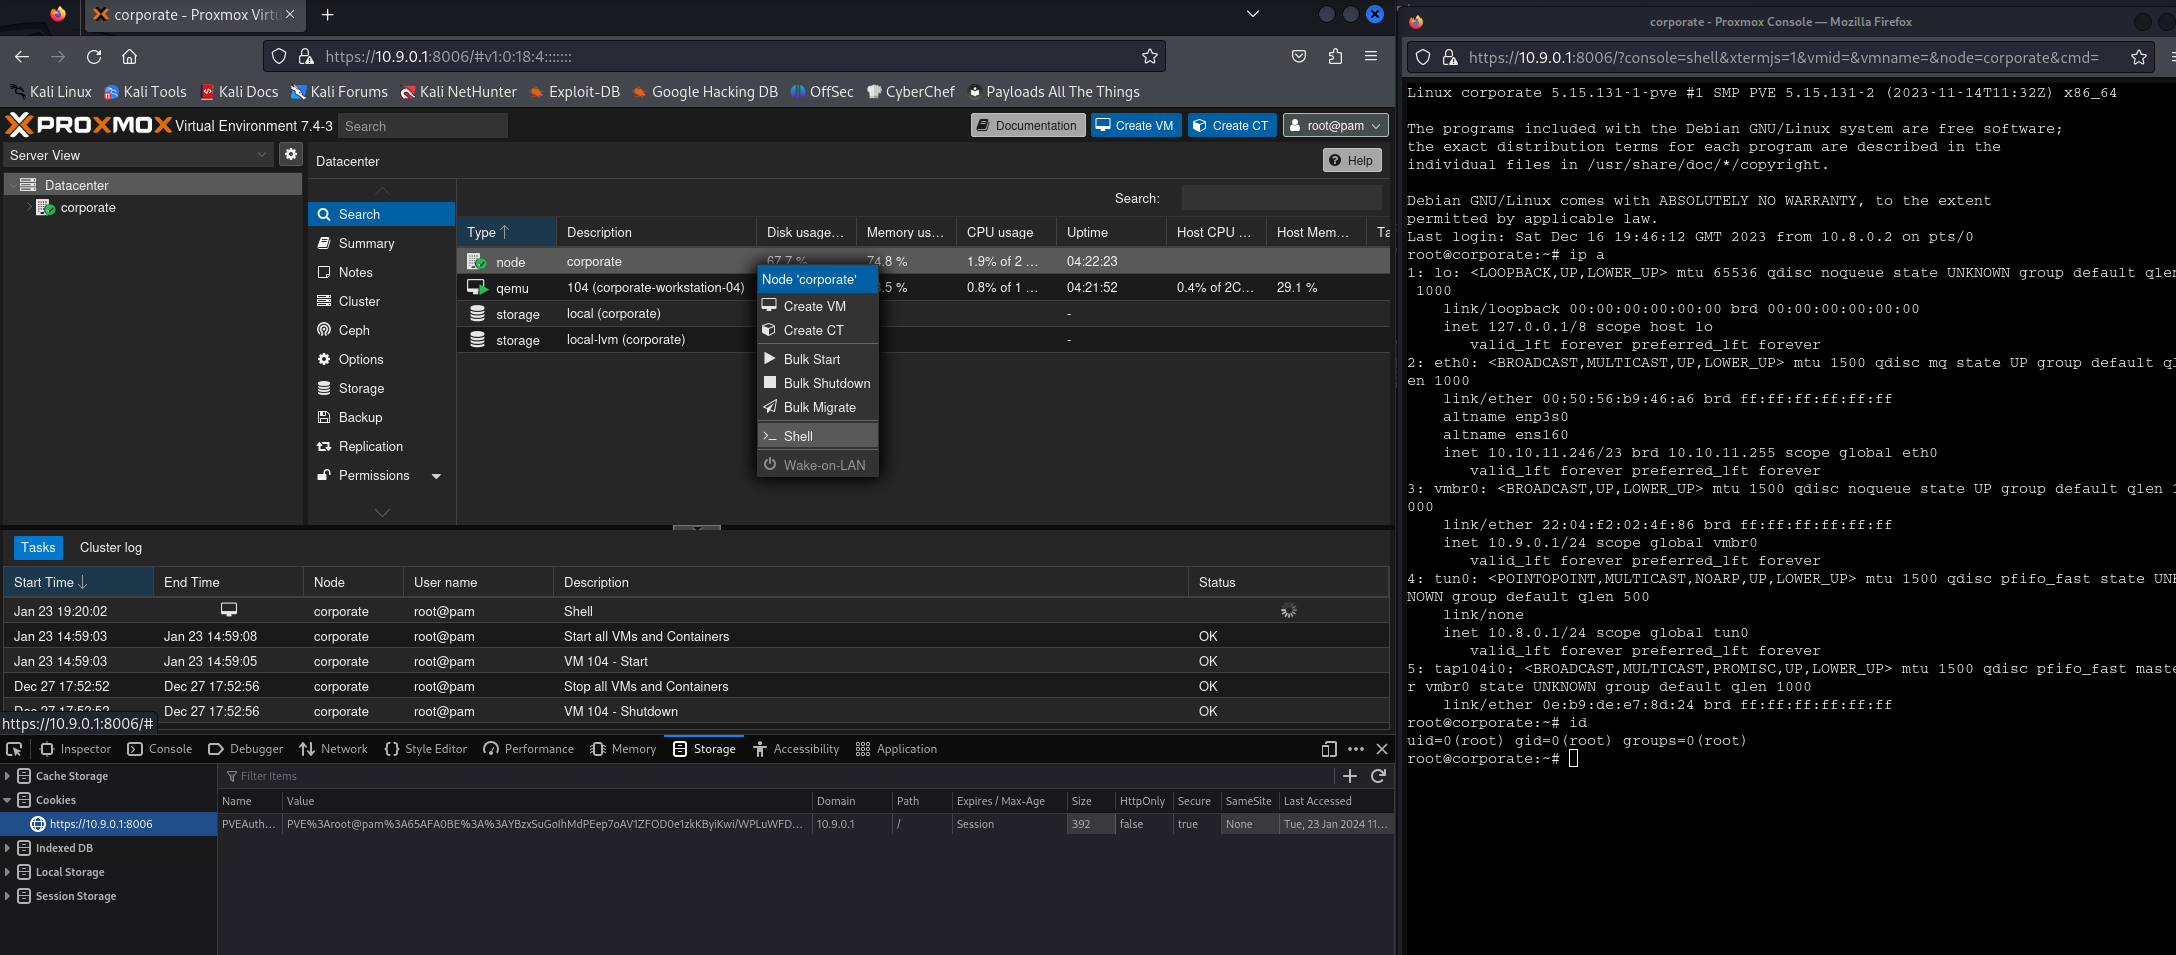 corporate - Proxmox Virtu
https://10.9.0.1:8006/#v1:0:18:4:::::::
Kali Linux Kali Tools Kali Docs Kali Forums Kali NetHunter Exploit-DB Google Hacking DB OffSec CyberChef Payloads All The Things
PROXMOX Virtual Environment 7.4-3 Search Documentation Create VM Create CT root@pam
Server View
Datacenter
corporate
Datacenter Help
Search
Summary
Notes
Cluster
Ceph
Options
Storage
Backup
Replication
Permissions
Search:
Type Description Disk usage... Memory us... CPU usage Uptime Host CPU ... Host Mem... Ta
node corporate 67.7 % 74.8 % 1.9% of 2 ... 04:22:23
qemu 104 (corporate-workstation-04) .5 % 0.8% of 1 ... 04:21:52 0.4% of 2C... 29.1 %
storage local (corporate) -
storage local-lvm (corporate) -
Node 'corporate'
Create VM
Create CT
Bulk Start
Bulk Shutdown
Bulk Migrate
Shell
Wake-on-LAN
Tasks Cluster log
Start Time End Time Node User name Description Status
Jan 23 19:20:02 corporate root@pam Shell
Jan 23 14:59:03 Jan 23 14:59:08 corporate root@pam Start all VMs and Containers OK
Jan 23 14:59:03 Jan 23 14:59:05 corporate root@pam VM 104 - Start OK
Dec 27 17:52:52 Dec 27 17:52:56 corporate root@pam Stop all VMs and Containers OK
Dec 27 17:52:56 corporate root@pam VM 104 - Shutdown OK
https://10.9.0.1:8006/#
Inspector Console Debugger Network Style Editor Performance Memory Storage Accessibility Application
Cache Storage
Cookies
https://10.9.0.1:8006
Indexed DB
Local Storage
Session Storage
Filter Items
Name Value Domain Path Expires / Max-Age Size HttpOnly Secure SameSite Last Accessed
PVEAuth... PVE%3Aroot@pam%3A65AFA0BE%3A%3AYBzxSuGolhMdPEep7oAV1ZFOD0e1zkKByiKwi/WPLuWFD... 10.9.0.1 / Session 392 false true None Tue, 23 Jan 2024 11...
corporate - Proxmox Console — Mozilla Firefox
https://10.9.0.1:8006/?console=shell&xtermjs=1&vmid=&vmname=&node=corporate&cmd=
Linux corporate 5.15.131-1-pve #1 SMP PVE 5.15.131-2 (2023-11-14T11:32Z) x86_64
The programs included with the Debian GNU/Linux system are free software;
the exact distribution terms for each program are described in the
individual files in /usr/share/doc/*/copyright.
Debian GNU/Linux comes with ABSOLUTELY NO WARRANTY, to the extent
permitted by applicable law.
Last login: Sat Dec 16 19:46:12 GMT 2023 from 10.8.0.2 on pts/0
root@corporate:~# ip a
1: lo: <LOOPBACK,UP,LOWER_UP> mtu 65536 qdisc noqueue state UNKNOWN group default qlen
1000
link/loopback 00:00:00:00:00:00 brd 00:00:00:00:00:00
inet 127.0.0.1/8 scope host lo
valid_lft forever preferred_lft forever
2: eth0: <BROADCAST,MULTICAST,UP,LOWER_UP> mtu 1500 qdisc mq state UP group default ql
en 1000
link/ether 00:50:56:b9:46:a6 brd ff:ff:ff:ff:ff:ff
altname enp3s0
altname ens160
inet 10.10.11.246/23 brd 10.10.11.255 scope global eth0
valid_lft forever preferred_lft forever
3: vmbr0: <BROADCAST,UP,LOWER_UP> mtu 1500 qdisc noqueue state UP group default qlen 1
000
link/ether 22:04:f2:02:4f:86 brd ff:ff:ff:ff:ff:ff
inet 10.9.0.1/24 scope global vmbr0
valid_lft forever preferred_lft forever
4: tun0: <POINTOPOINT,MULTICAST,NOARP,UP,LOWER_UP> mtu 1500 qdisc pfifo_fast state UNK
NOWN group default qlen 500
link/none
inet 10.8.0.1/24 scope global tun0
valid_lft forever preferred_lft forever
5: tap104i0: <BROADCAST,MULTICAST,PROMISC,UP,LOWER_UP> mtu 1500 qdisc pfifo_fast maste
r vmbr0 state UNKNOWN group default qlen 1000
link/ether 0e:b9:de:e7:8d:24 brd ff:ff:ff:ff:ff:ff
root@corporate:~# id
uid=0(root) gid=0(root) groups=0(root)
root@corporate:~#